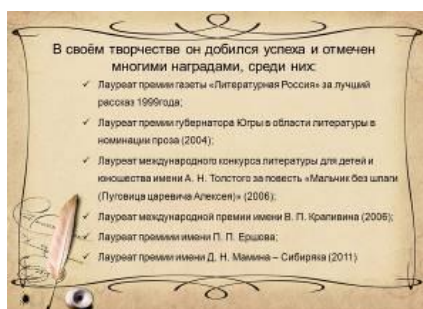 В своём творчестве он добился успеха и отмечен
многими наградами, среди них:
✓ Лауреат премии газеты «Литературная Россия» за лучший
рассказ 1999года;
✓ Лауреат премии губернатора Югры в области литературы в
номинации проза (2004);
✓ Лауреат международного конкурса литературы для детей и
юношества имени А. Н. Толстого за повесть «Мальчик без шпаги
(Пуговица царевича Алексея)» (2006);
✓ Лауреат международной премии имени В. П. Крапивина (2006);
✓ Лауреат премиии имени П. П. Ершова;
✓ Лауреат премии имени Д. Н. Мамина – Сибиряка (2011)